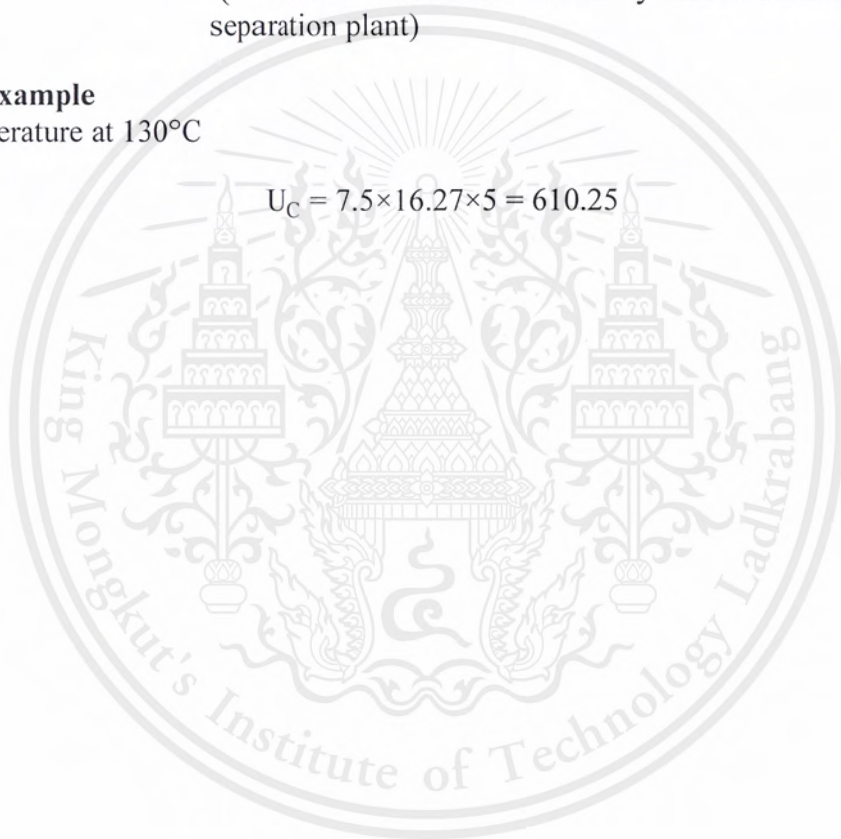 separation plant)
xample
erature at 130°C
U_C = 7.5×16.27×5 = 610.25
King Mongkut's Institute of Technology Ladkrabang